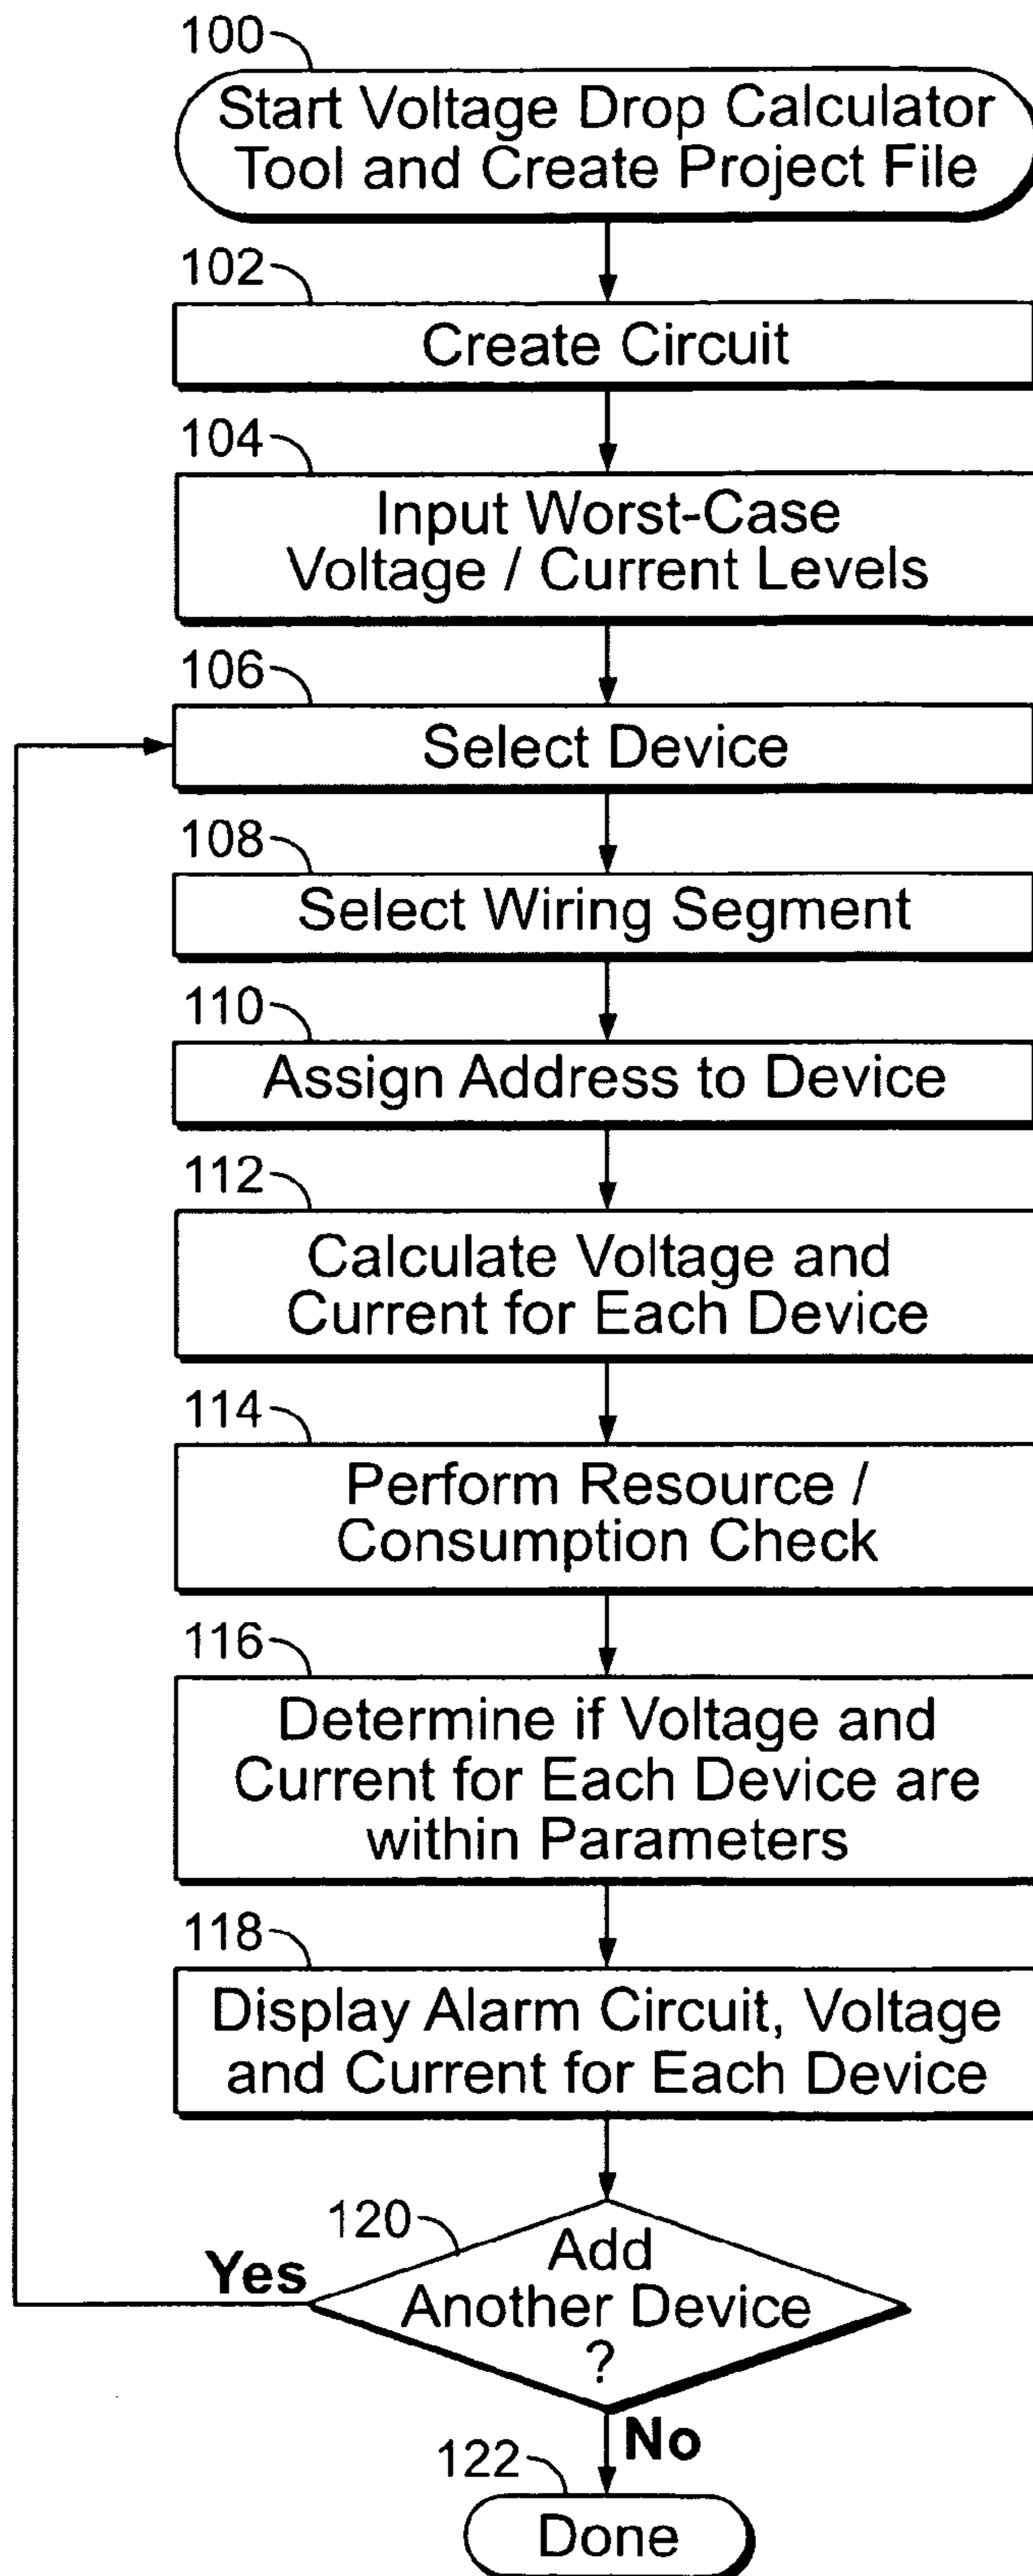 100
Start Voltage Drop Calculator
Tool and Create Project File
102
Create Circuit
104
Input Worst-Case
Voltage / Current Levels
106
Select Device
108
Select Wiring Segment
110
Assign Address to Device
112
Calculate Voltage and
Current for Each Device
114
Perform Resource /
Consumption Check
116
Determine if Voltage and
Current for Each Device are
within Parameters
118
Display Alarm Circuit, Voltage
and Current for Each Device
120
Add
Another Device
?
Yes
No
122
Done